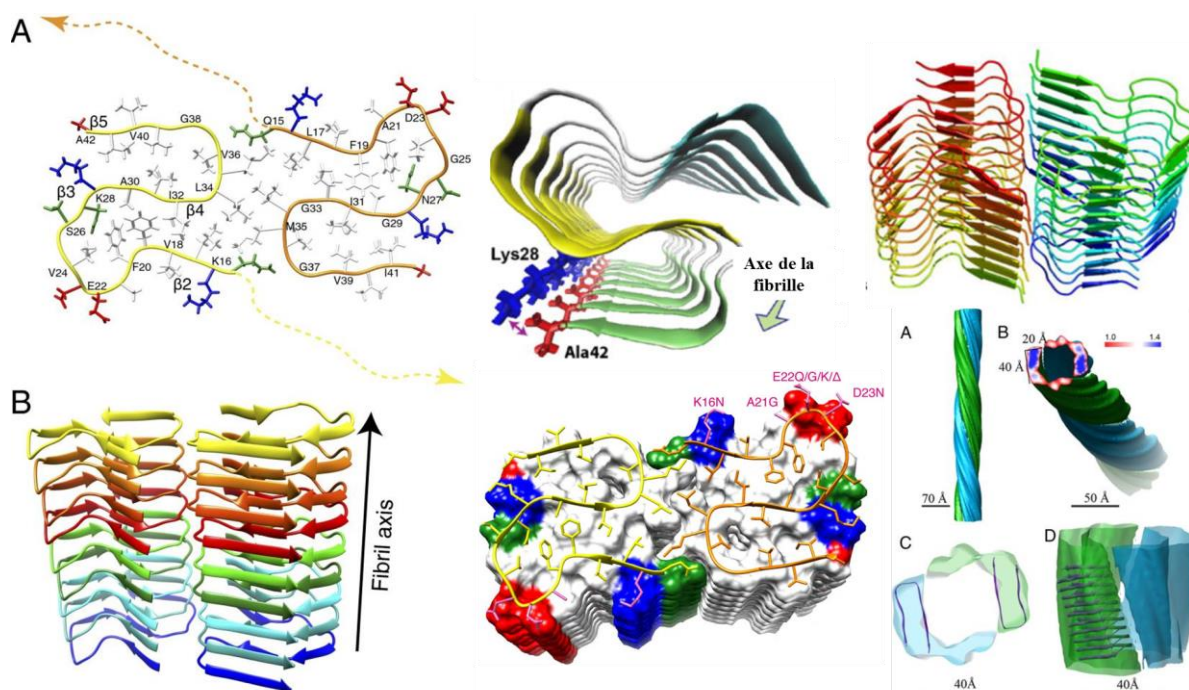 A
β5
A42
V40
G38
V36
Q15
L17
F19
A21
D23
G25
N27
G29
I31
G33
M35
G37
V39
I41
β3
K28
S26
A30
I32
L34
β4
V18
V24
E22
F20
β2
K16
Lys28
Ala42
Axe de la
fibrille
B
Fibril axis
E22Q/G/K/Δ
K16N
A21G
D23N
A
70 Å
B
20 Å
40 Å
1.0
1.4
50 Å
C
40Å
D
40Å